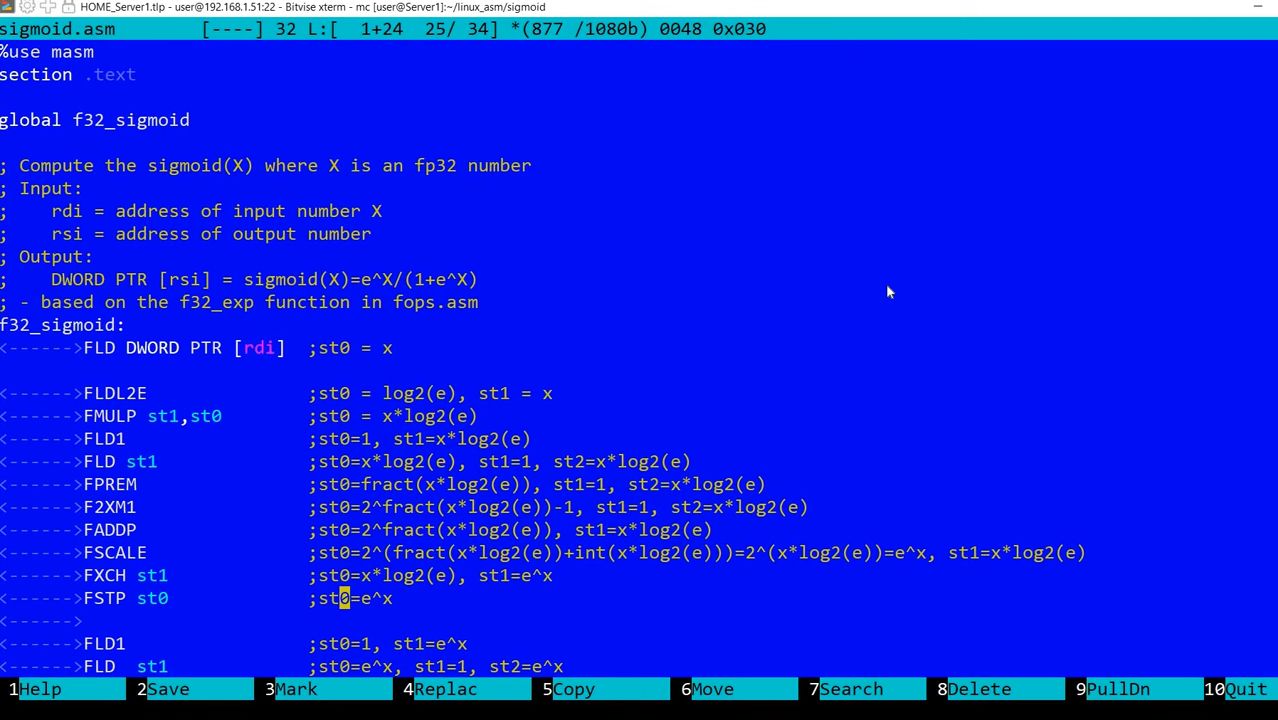 HOME_Server1.tlp - user@192.168.1.51:22 - Bitvise xterm - mc [user@Server1]:~/linux_asm/sigmoid
sigmoid.asm        [----] 32 L:[  1+24  25/ 34] *(877 /1080b) 0048 0x030
%use masm
section .text
global f32_sigmoid
; Compute the sigmoid(X) where X is an fp32 number
; Input:
;    rdi = address of input number X
;    rsi = address of output number
; Output:
;    DWORD PTR [rsi] = sigmoid(X)=e^X/(1+e^X)
; - based on the f32_exp function in fops.asm
f32_sigmoid:
<------>FLD DWORD PTR [rdi]  ;st0 = x
<------>FLDL2E               ;st0 = log2(e), st1 = x
<------>FMULP st1,st0        ;st0 = x*log2(e)
<------>FLD1                 ;st0=1, st1=x*log2(e)
<------>FLD st1              ;st0=x*log2(e), st1=1, st2=x*log2(e)
<------>FPREM                ;st0=fract(x*log2(e)), st1=1, st2=x*log2(e)
<------>F2XM1                ;st0=2^fract(x*log2(e))-1, st1=1, st2=x*log2(e)
<------>FADDP                ;st0=2^fract(x*log2(e)), st1=x*log2(e)
<------>FSCALE               ;st0=2^(fract(x*log2(e))+int(x*log2(e)))=2^(x*log2(e))=e^x, st1=x*log2(e)
<------>FXCH st1             ;st0=x*log2(e), st1=e^x
<------>FSTP st0             ;st0=e^x
<------>
<------>FLD1                 ;st0=1, st1=e^x
<------>FLD  st1             ;st0=e^x, st1=1, st2=e^x
1Help 2Save 3Mark 4Replac 5Copy 6Move 7Search 8Delete 9PullDn 10Quit